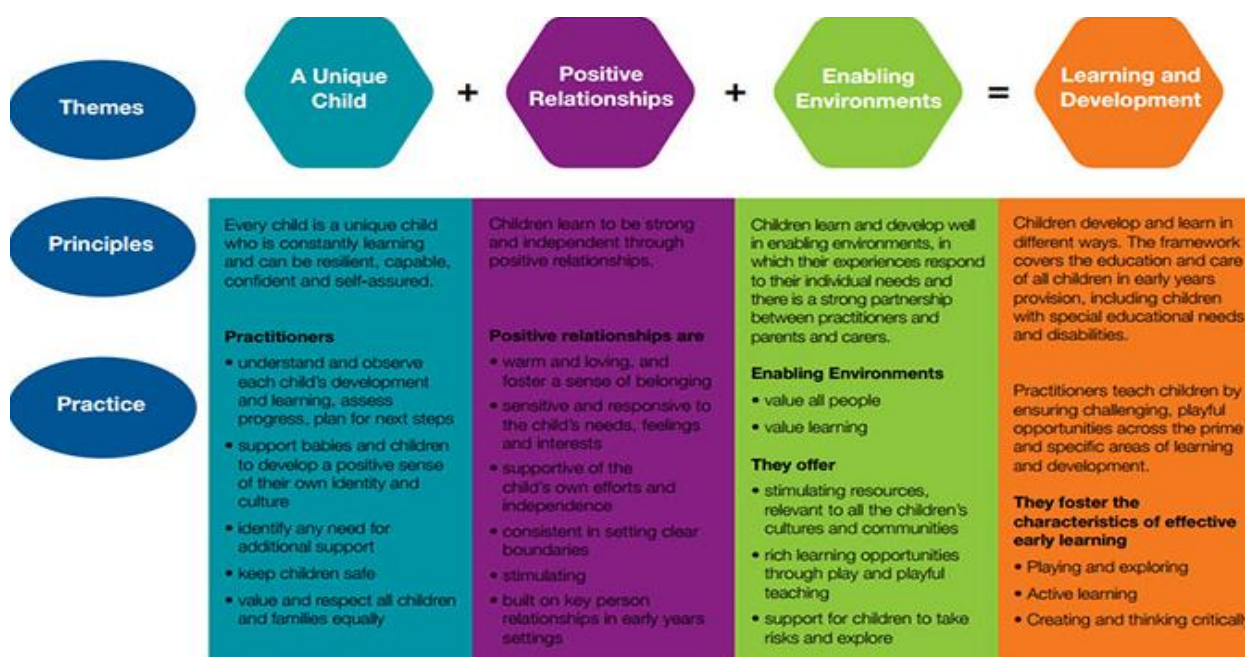 Themes
A Unique
Child
+
Positive
Relationships
+
Enabling
Environments
=
Learning and
Development
Principles
Every child is a unique child
who is constantly learning
and can be resilient, capable,
confident and self-assured.
Children learn to be strong
and independent through
positive relationships.
Children learn and develop well
in enabling environments, in
which their experiences respond
to their individual needs and
there is a strong partnership
between practitioners and
parents and carers.
Children develop and learn in
different ways. The framework
covers the education and care
of all children in early years
provision, including children
with special educational needs
and disabilities.
Practice
Practitioners
• understand and observe
each child's development
and learning, assess
progress, plan for next steps
• support babies and children
to develop a positive sense
of their own identity and
culture
• identify any need for
additional support
• keep children safe
• value and respect all children
and families equally
Positive relationships are
• warm and loving, and
foster a sense of belonging
• sensitive and responsive to
the child's needs, feelings
and interests
• supportive of the
child's own efforts and
independence
• consistent in setting clear
boundaries
• stimulating
• built on key person
relationships in early years
settings
Enabling Environments
• value all people
• value learning
They offer
• stimulating resources,
relevant to all the children's
cultures and communities
• rich learning opportunities
through play and playful
teaching
• support for children to take
risks and explore
Practitioners teach children by
ensuring challenging, playful
opportunities across the prime
and specific areas of learning
and development.
They foster the
characteristics of effective
early learning
• Playing and exploring
• Active learning
• Creating and thinking critically